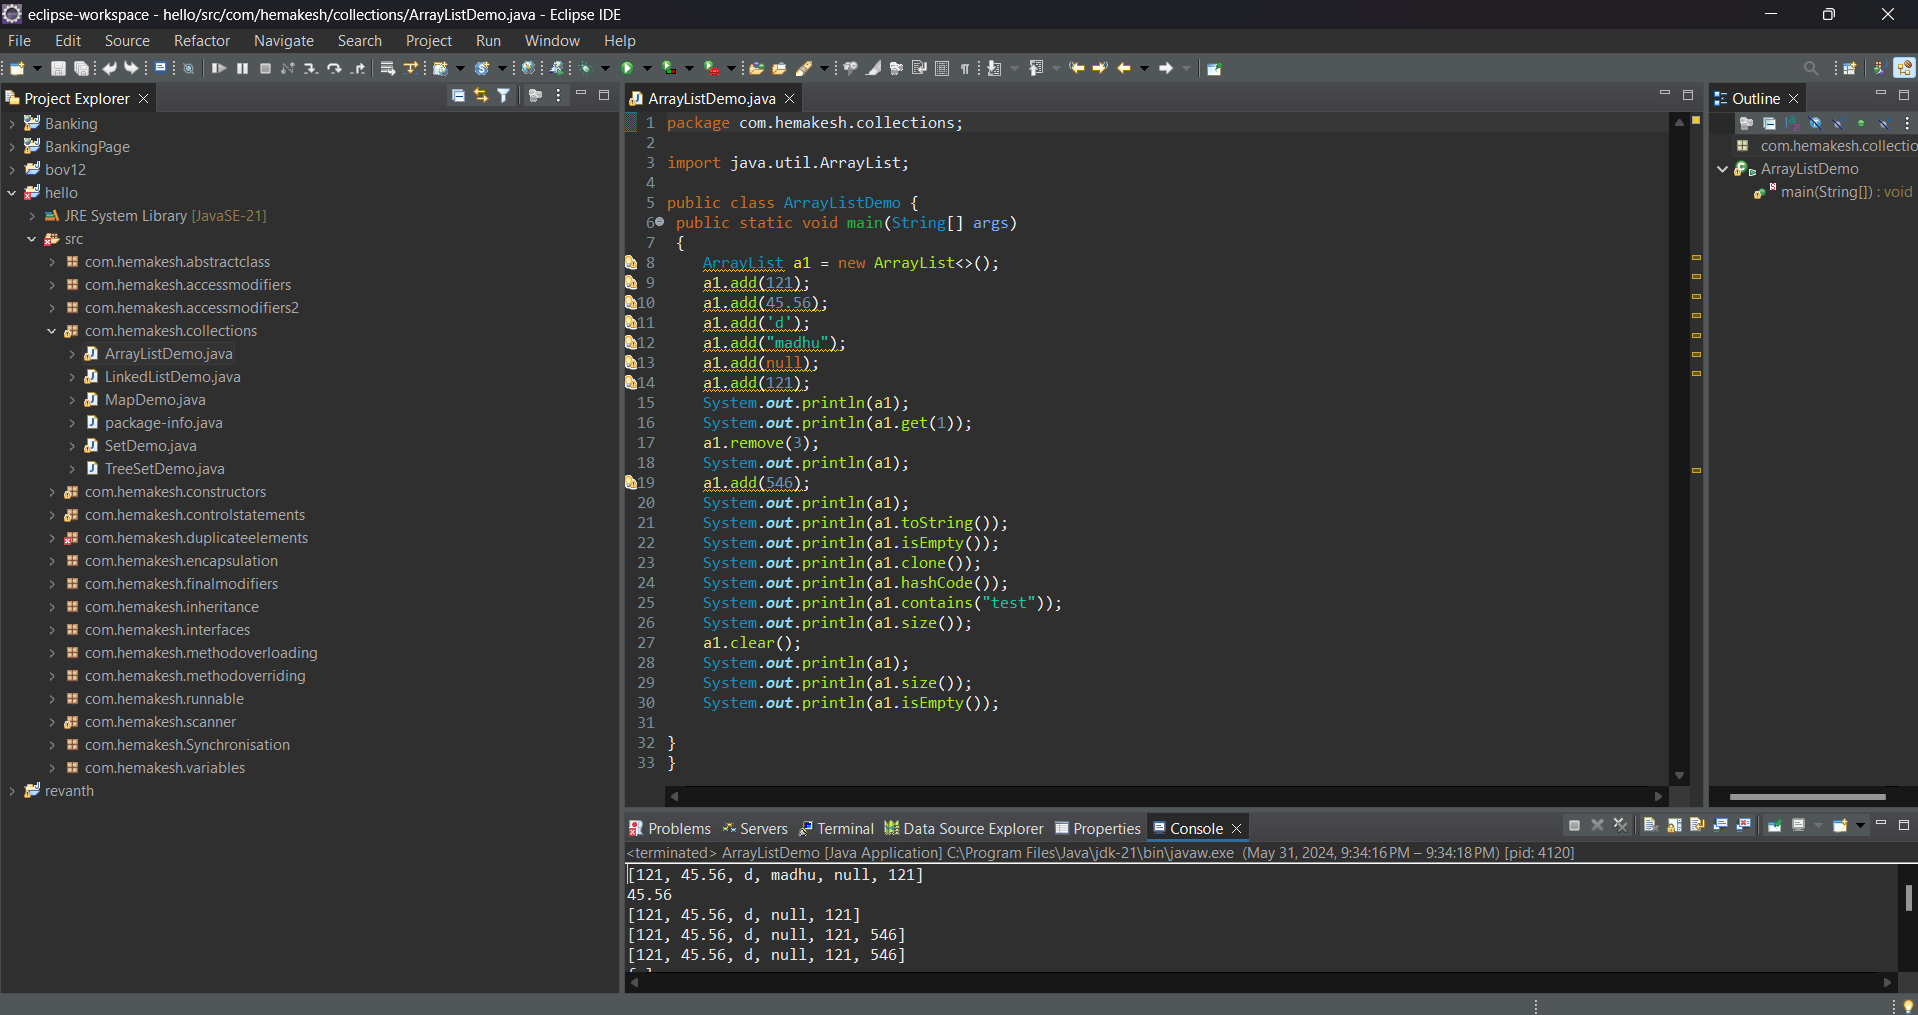 eclipse-workspace - hello/src/com/hemakesh/collections/ArrayListDemo.java - Eclipse IDE
File Edit Source Refactor Navigate Search Project Run Window Help
Project Explorer
Banking
BankingPage
bov12
hello
JRE System Library [JavaSE-21]
src
com.hemakesh.abstractclass
com.hemakesh.accessmodifiers
com.hemakesh.accessmodifiers2
com.hemakesh.collections
ArrayListDemo.java
LinkedListDemo.java
MapDemo.java
package-info.java
SetDemo.java
TreeSetDemo.java
com.hemakesh.constructors
com.hemakesh.controlstatements
com.hemakesh.duplicateelements
com.hemakesh.encapsulation
com.hemakesh.finalmodifiers
com.hemakesh.inheritance
com.hemakesh.interfaces
com.hemakesh.methodoverloading
com.hemakesh.methodoverriding
com.hemakesh.runnable
com.hemakesh.scanner
com.hemakesh.Synchronisation
com.hemakesh.variables
revanth
ArrayListDemo.java
1 package com.hemakesh.collections;
2
3 import java.util.ArrayList;
4
5 public class ArrayListDemo {
6 public static void main(String[] args)
7 {
8 ArrayList a1 = new ArrayList<>();
9 a1.add(121);
10 a1.add(45.56);
11 a1.add('d');
12 a1.add("madhu");
13 a1.add(null);
14 a1.add(121);
15 System.out.println(a1);
16 System.out.println(a1.get(1));
17 a1.remove(3);
18 System.out.println(a1);
19 a1.add(546);
20 System.out.println(a1);
21 System.out.println(a1.toString());
22 System.out.println(a1.isEmpty());
23 System.out.println(a1.clone());
24 System.out.println(a1.hashCode());
25 System.out.println(a1.contains("test"));
26 System.out.println(a1.size());
27 a1.clear();
28 System.out.println(a1);
29 System.out.println(a1.size());
30 System.out.println(a1.isEmpty());
31
32 }
33 }
Outline
com.hemakesh.collectio
ArrayListDemo
main(String[]) : void
Problems Servers Terminal Data Source Explorer Properties Console
<terminated> ArrayListDemo [Java Application] C:\Program Files\Java\jdk-21\bin\javaw.exe (May 31, 2024, 9:34:16 PM – 9:34:18 PM) [pid: 4120]
[121, 45.56, d, madhu, null, 121]
45.56
[121, 45.56, d, null, 121]
[121, 45.56, d, null, 121, 546]
[121, 45.56, d, null, 121, 546]